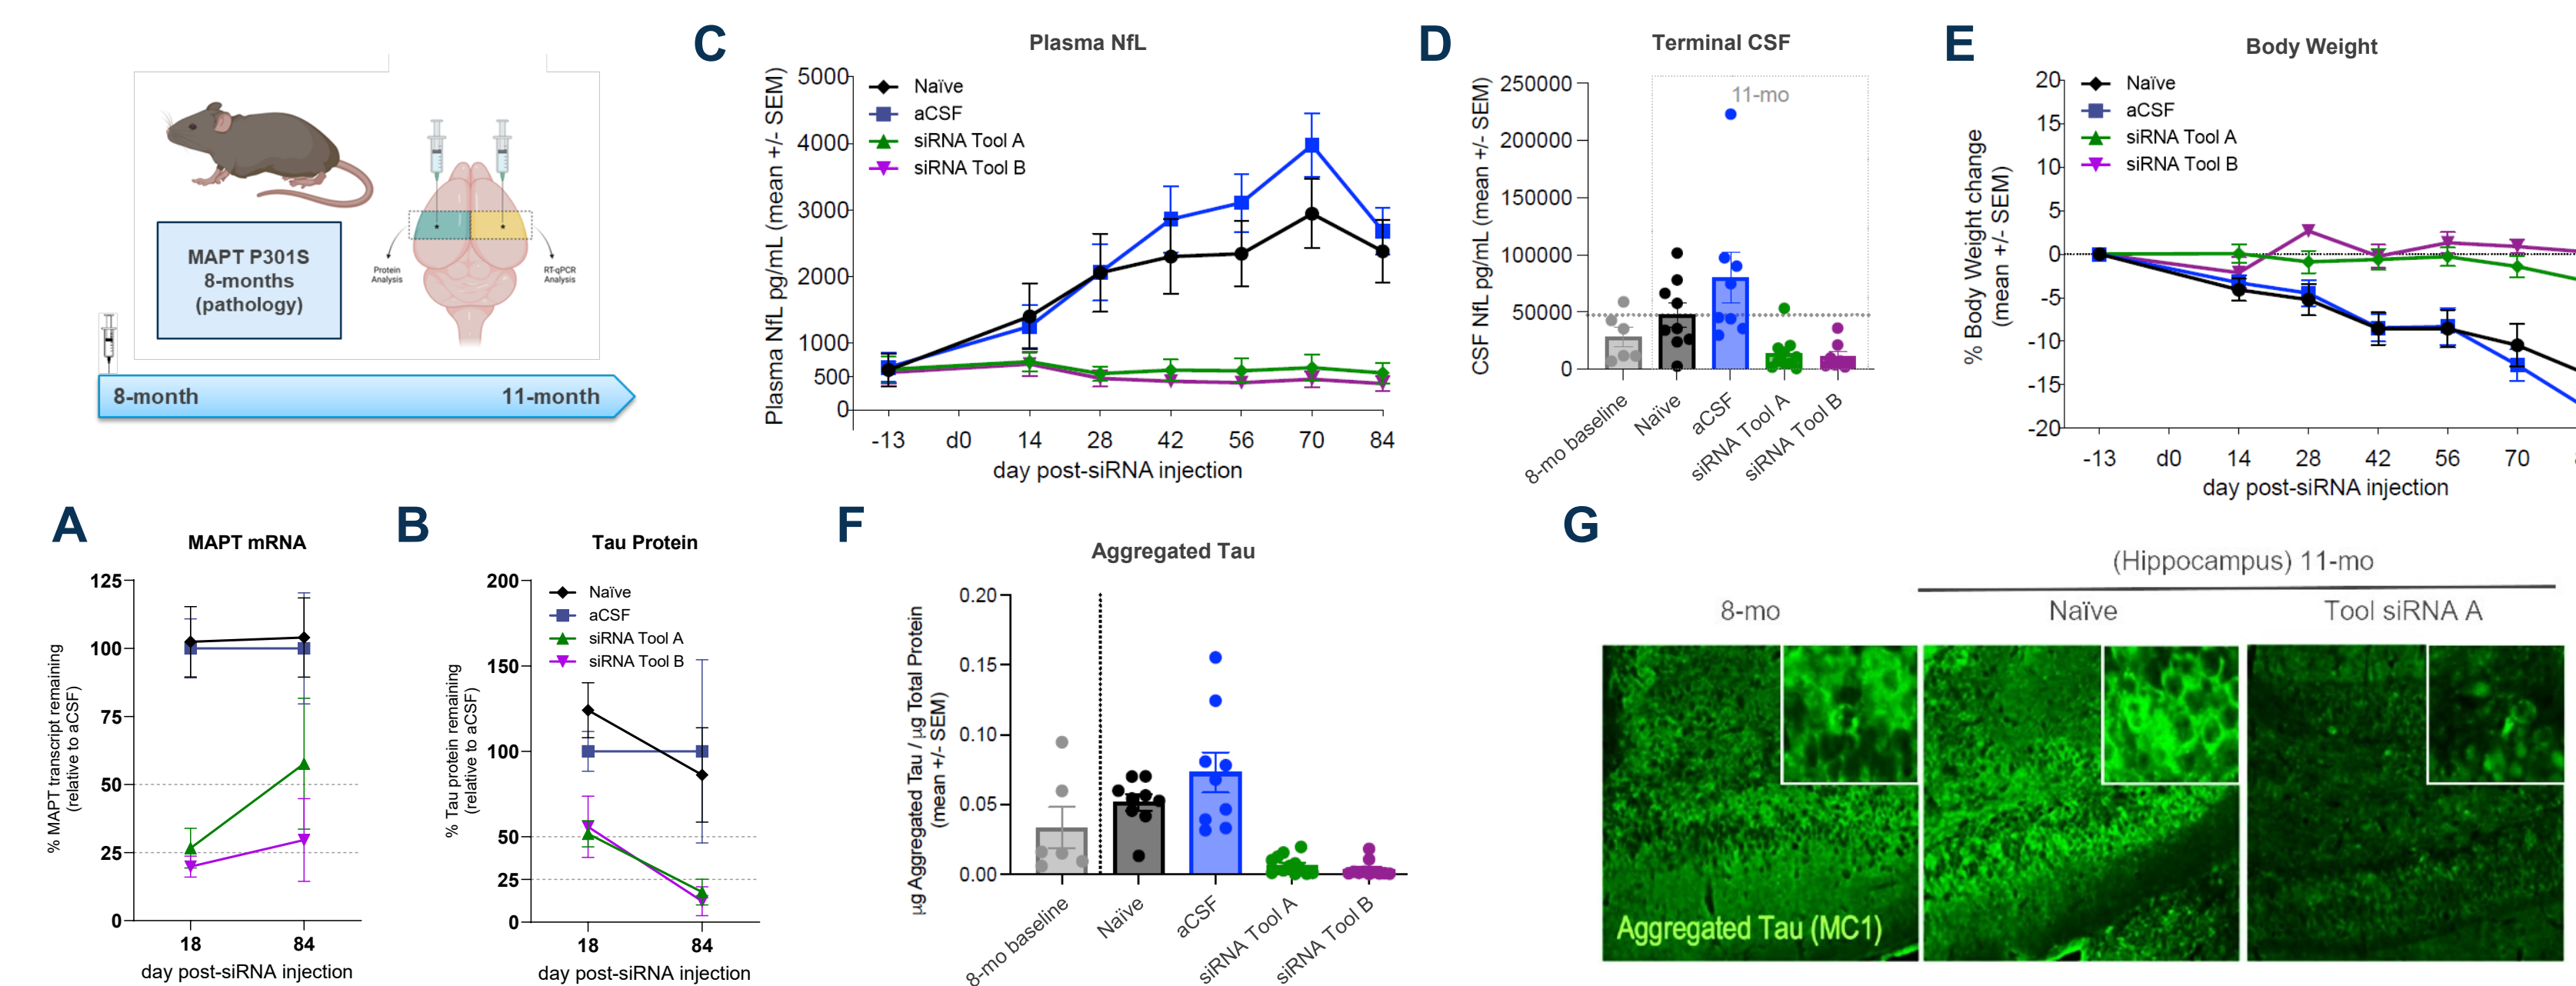 MAPT P301S
8-months
(pathology)
Protein
Analysis
RT-qPCR
Analysis
8-month
11-month
C
Plasma NfL
Plasma NfL pg/mL (mean +/- SEM)
5000
4000
3000
2000
1000
500
0
Naïve
aCSF
siRNA Tool A
siRNA Tool B
-13 d0 14 28 42 56 70 84
day post-siRNA injection
D
Terminal CSF
CSF NfL pg/mL (mean +/- SEM)
250000
200000
150000
100000
50000
0
11-mo
8-mo baseline
Naïve
aCSF
siRNA Tool A
siRNA Tool B
E
Body Weight
% Body Weight change
(mean +/- SEM)
20
15
10
5
0
-5
-10
-15
-20
Naïve
aCSF
siRNA Tool A
siRNA Tool B
-13 d0 14 28 42 56 70
day post-siRNA injection
A
MAPT mRNA
% MAPT transcript remaining
(relative to aCSF)
125
100
75
50
25
0
18 84
day post-siRNA injection
B
Tau Protein
% Tau protein remaining
(relative to aCSF)
200
150
100
50
25
0
Naïve
aCSF
siRNA Tool A
siRNA Tool B
18 84
day post-siRNA injection
F
Aggregated Tau
µg Aggregated Tau / µg Total Protein
(mean +/- SEM)
0.20
0.15
0.10
0.05
0.00
8-mo baseline
Naïve
aCSF
siRNA Tool A
siRNA Tool B
G
(Hippocampus) 11-mo
8-mo
Naïve
Tool siRNA A
Aggregated Tau (MC1)